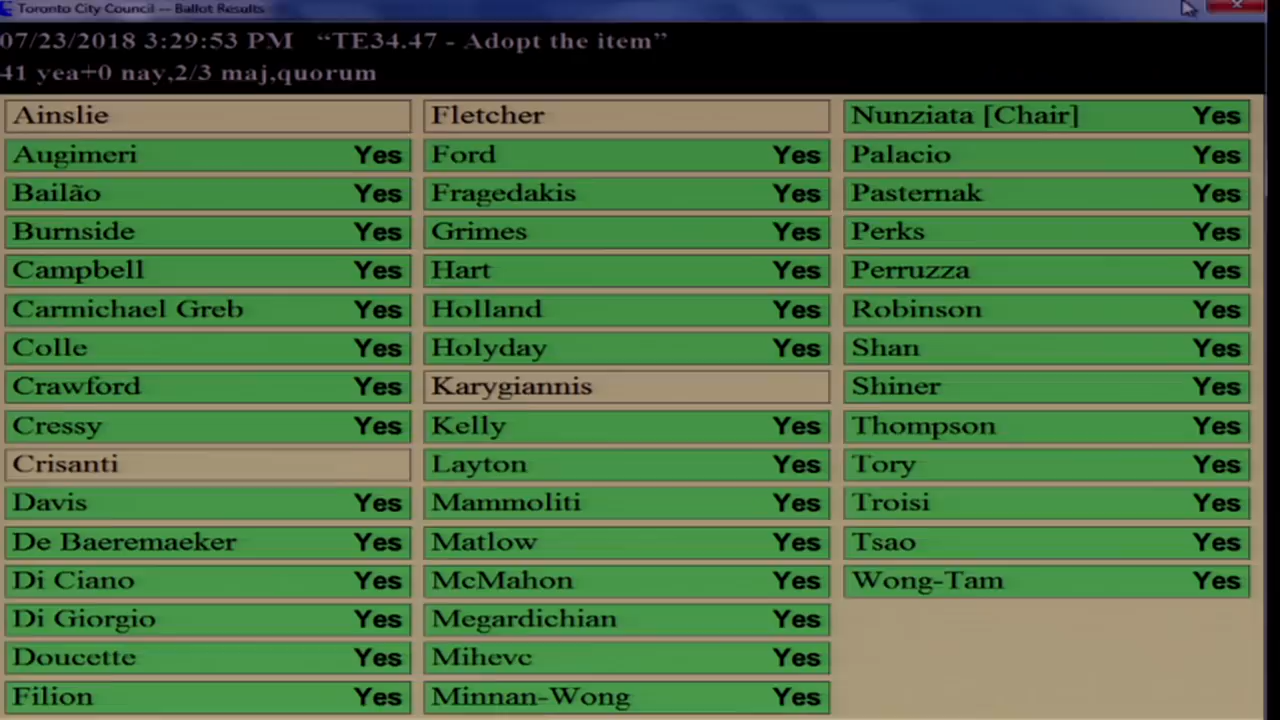 Toronto City Council -- Ballot Results
07/23/2018 3:29:53 PM “TE34.47 - Adopt the item”
41 yea+0 nay,2/3 maj,quorum
Ainslie
Augimeri Yes
Bailão Yes
Burnside Yes
Campbell Yes
Carmichael Greb Yes
Colle Yes
Crawford Yes
Cressy Yes
Crisanti
Davis Yes
De Baeremaeker Yes
Di Ciano Yes
Di Giorgio Yes
Doucette Yes
Filion Yes
Fletcher
Ford Yes
Fragedakis Yes
Grimes Yes
Hart Yes
Holland Yes
Holyday Yes
Karygiannis
Kelly Yes
Layton Yes
Mammoliti Yes
Matlow Yes
McMahon Yes
Megardichian Yes
Mihevc Yes
Minnan-Wong Yes
Nunziata [Chair] Yes
Palacio Yes
Pasternak Yes
Perks Yes
Perruzza Yes
Robinson Yes
Shan Yes
Shiner Yes
Thompson Yes
Tory Yes
Troisi Yes
Tsao Yes
Wong-Tam Yes